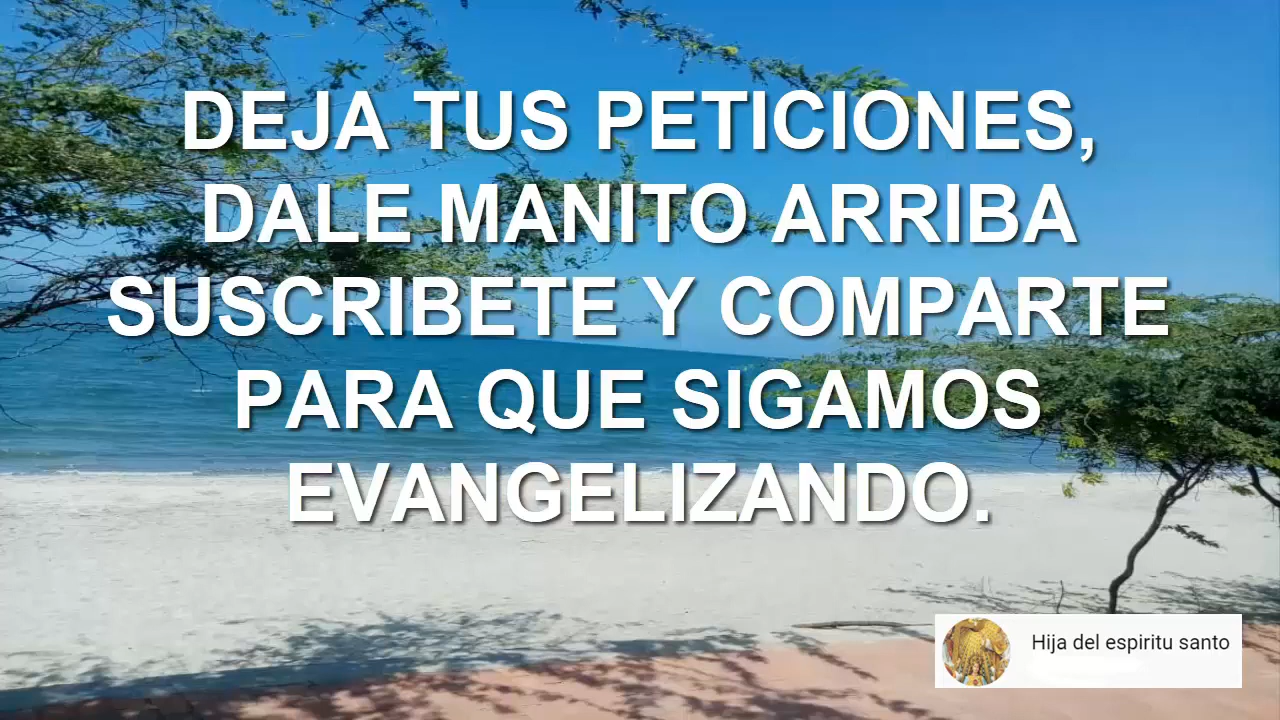 DEJA TUS PETICIONES,
DALE MANITO ARRIBA
SUSCRIBETE Y COMPARTE
PARA QUE SIGAMOS
EVANGELIZANDO.
Hija del espiritu santo